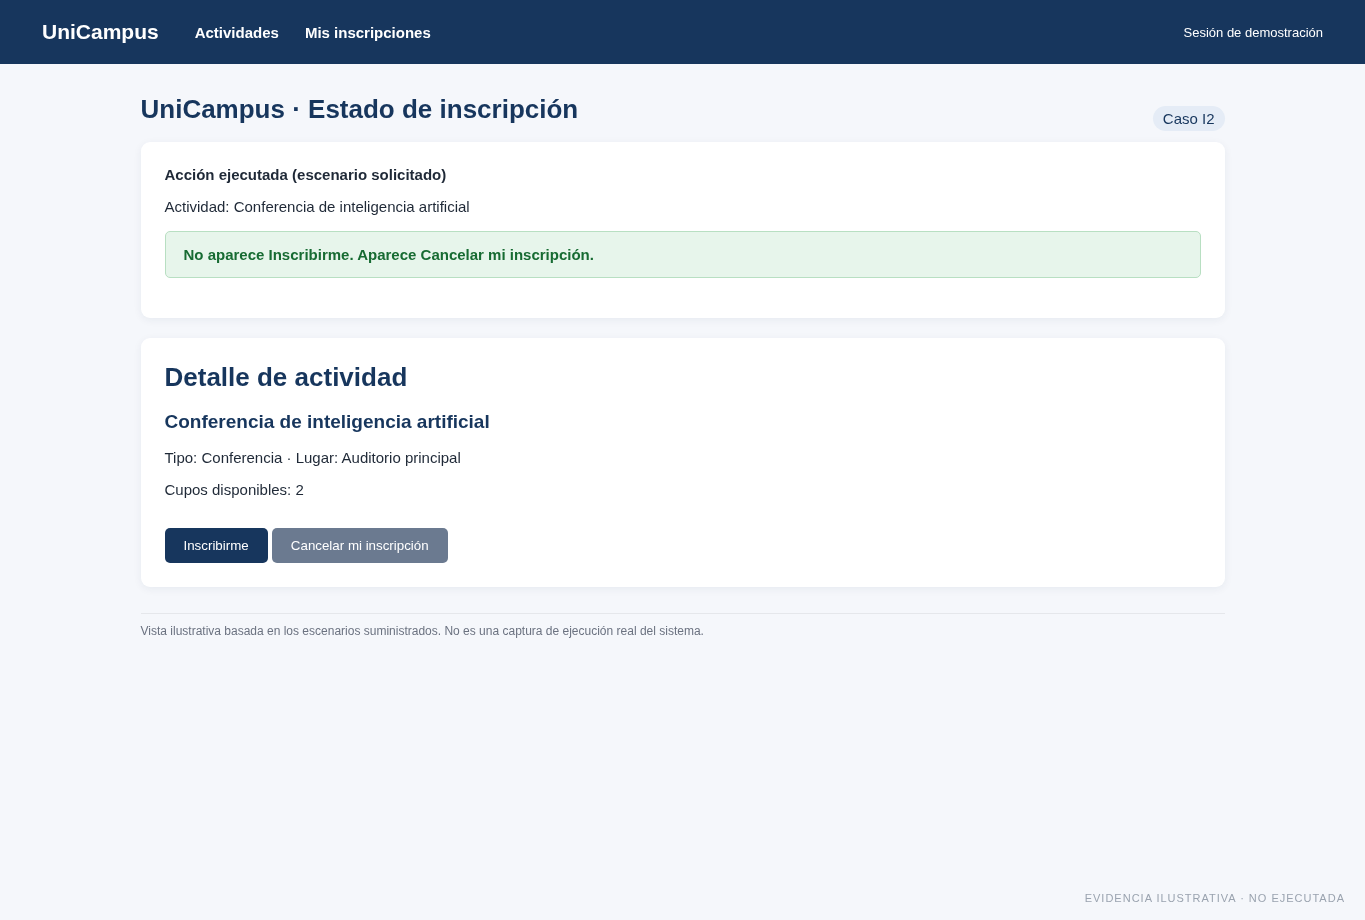 UniCampus Actividades Mis inscripciones Sesión de demostración
UniCampus · Estado de inscripción
Caso I2
Acción ejecutada (escenario solicitado)
Actividad: Conferencia de inteligencia artificial
No aparece Inscribirme. Aparece Cancelar mi inscripción.
Detalle de actividad
Conferencia de inteligencia artificial
Tipo: Conferencia · Lugar: Auditorio principal
Cupos disponibles: 2
Inscribirme Cancelar mi inscripción
Vista ilustrativa basada en los escenarios suministrados. No es una captura de ejecución real del sistema.
EVIDENCIA ILUSTRATIVA · NO EJECUTADA